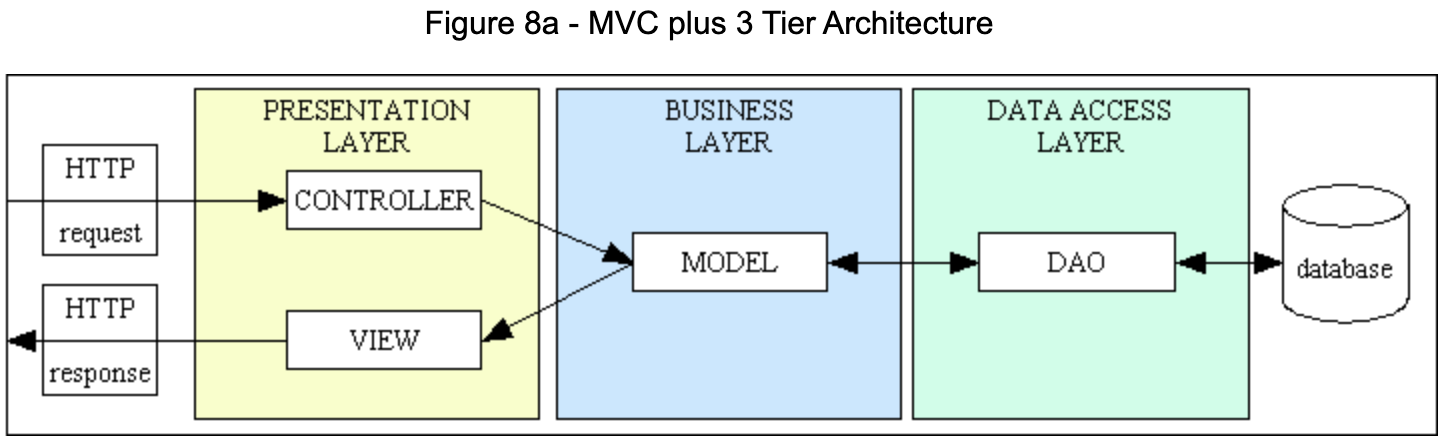 Figure 8a - MVC plus 3 Tier Architecture
PRESENTATION
LAYER
BUSINESS
LAYER
DATA ACCESS
LAYER
HTTP
request
CONTROLLER
MODEL
DAO
database
HTTP
response
VIEW